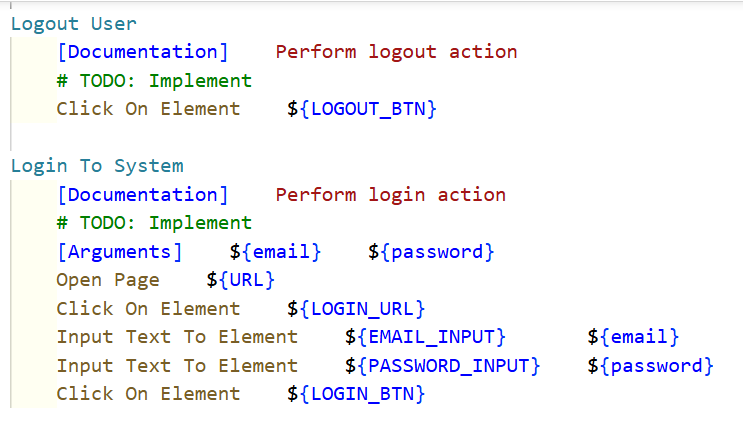 Logout User
    [Documentation]    Perform logout action
    # TODO: Implement
    Click On Element    ${LOGOUT_BTN}

Login To System
    [Documentation]    Perform login action
    # TODO: Implement
    [Arguments]    ${email}    ${password}
    Open Page    ${URL}
    Click On Element    ${LOGIN_URL}
    Input Text To Element    ${EMAIL_INPUT}       ${email}
    Input Text To Element    ${PASSWORD_INPUT}    ${password}
    Click On Element    ${LOGIN_BTN}